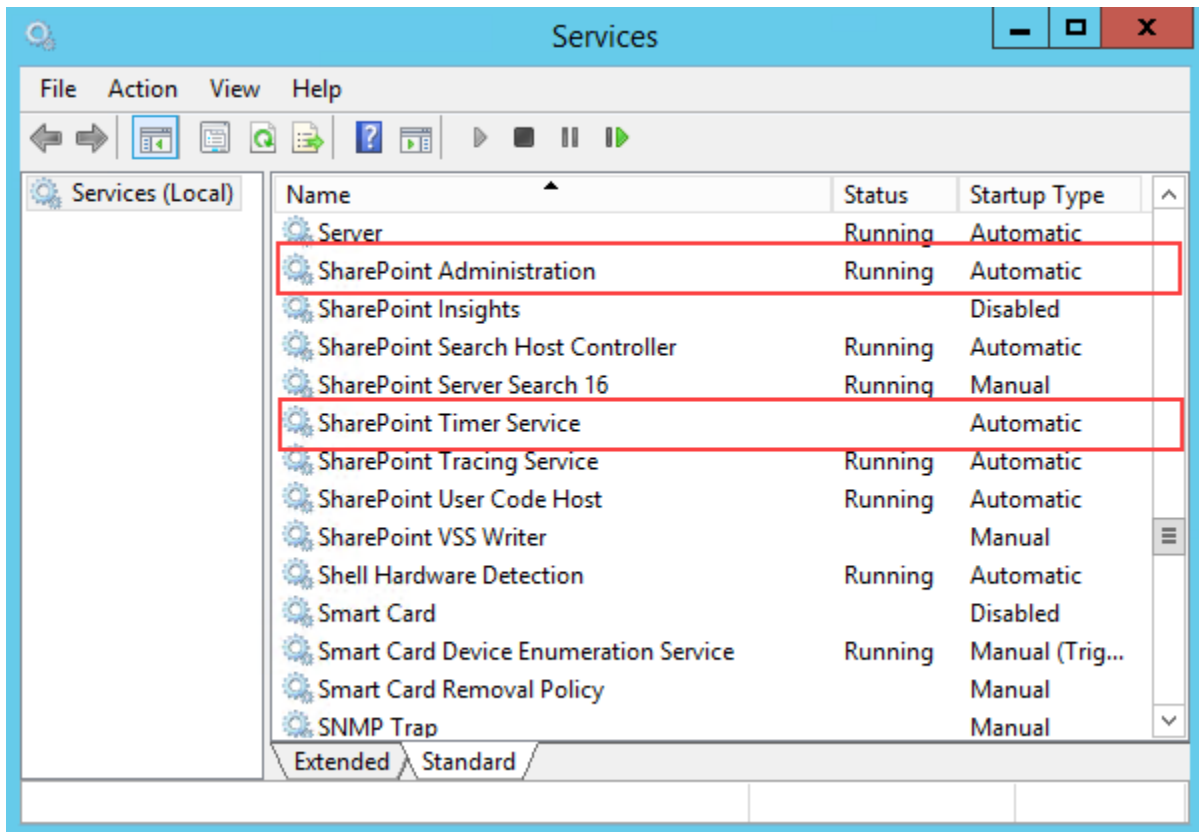 Services
File Action View Help
Services (Local)
Name Status Startup Type
Server Running Automatic
SharePoint Administration Running Automatic
SharePoint Insights Disabled
SharePoint Search Host Controller Running Automatic
SharePoint Server Search 16 Running Manual
SharePoint Timer Service Automatic
SharePoint Tracing Service Running Automatic
SharePoint User Code Host Running Automatic
SharePoint VSS Writer Manual
Shell Hardware Detection Running Automatic
Smart Card Disabled
Smart Card Device Enumeration Service Running Manual (Trig...
Smart Card Removal Policy Manual
SNMP Trap Manual
Extended Standard